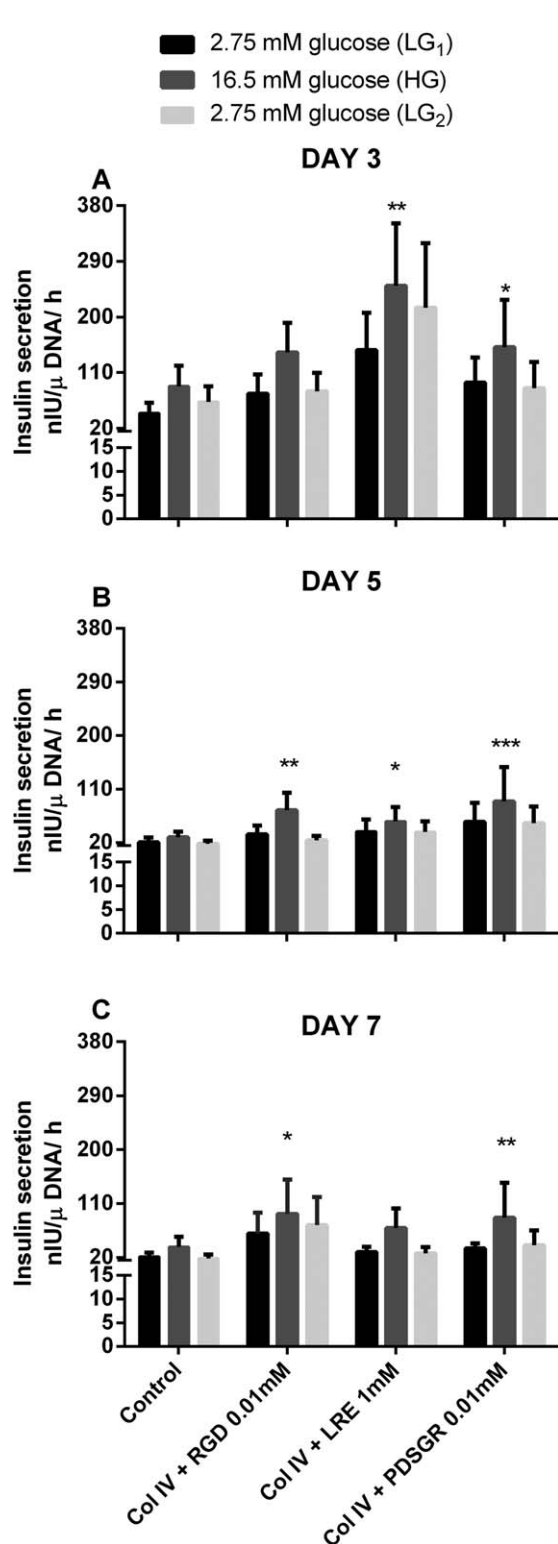 2.75 mM glucose (LG1)
16.5 mM glucose (HG)
2.75 mM glucose (LG2)
DAY 3
A
Insulin secretion
nIU/μ DNA/ h
380
290
200
110
20
15
10
5
0
**
*
DAY 5
B
Insulin secretion
nIU/μ DNA/ h
380
290
200
110
20
15
10
5
0
**
*
***
C
DAY 7
Insulin secretion
nIU/μ DNA/ h
380
290
200
110
20
15
10
5
0
*
**
Control
Col IV + RGD 0.01mM
Col IV + LRE 1mM
Col IV + PDSGR 0.01mM